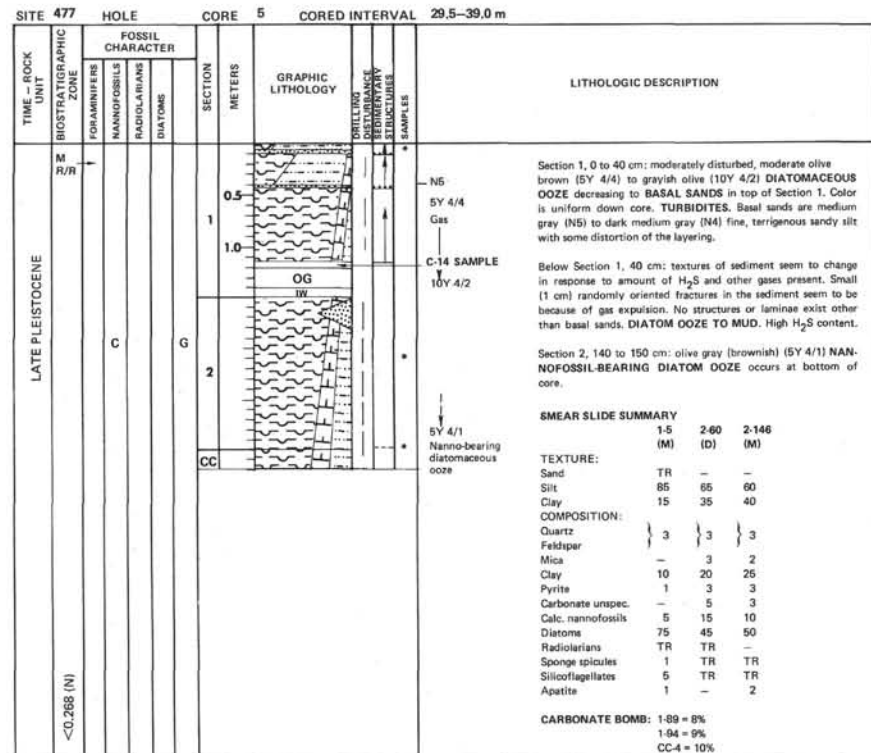 SITE 477 HOLE CORE 5 CORED INTERVAL 29,5–39,0 m
TIME – ROCK UNIT
BIOSTRATIGRAPHIC ZONE
FOSSIL CHARACTER
FORAMINIFERS
NANNOFOSSILS
RADIOLARIANS
DIATOMS
SECTION
METERS
GRAPHIC LITHOLOGY
DRILLING DISTURBANCE
SEDIMENTARY STRUCTURES
SAMPLES
LITHOLOGIC DESCRIPTION
LATE PLEISTOCENE
M
R/R
<0.268 (N)
C
G
1
2
CC
0.5
1.0
OG
IW
*
*
*
N5
5Y 4/4
Gas
C-14 SAMPLE
10Y 4/2
5Y 4/1
Nanno-bearing
diatomaceous
ooze
Section 1, 0 to 40 cm: moderately disturbed, moderate olive
brown (5Y 4/4) to grayish olive (10Y 4/2) DIATOMACEOUS
OOZE decreasing to BASAL SANDS in top of Section 1. Color
is uniform down core. TURBIDITES. Basal sands are medium
gray (N5) to dark medium gray (N4) fine, terrigenous sandy silt
with some distortion of the layering.
Below Section 1, 40 cm: textures of sediment seem to change
in response to amount of H2S and other gases present. Small
(1 cm) randomly oriented fractures in the sediment seem to be
because of gas expulsion. No structures or laminae exist other
than basal sands. DIATOM OOZE TO MUD. High H2S content.
Section 2, 140 to 150 cm: olive gray (brownish) (5Y 4/1) NAN-
NOFOSSIL-BEARING DIATOM OOZE occurs at bottom of
core.
SMEAR SLIDE SUMMARY
1-5 2-60 2-146
(M) (D) (M)
TEXTURE:
Sand TR – –
Silt 85 65 60
Clay 15 35 40
COMPOSITION:
Quartz
Feldspar } 3 } 3 } 3
Mica – 3 2
Clay 10 20 25
Pyrite 1 3 3
Carbonate unspec. – 5 3
Calc. nannofossils 5 15 10
Diatoms 75 45 50
Radiolarians TR TR –
Sponge spicules 1 TR TR
Silicoflagellates 5 TR TR
Apatite 1 – 2
CARBONATE BOMB: 1-89 = 8%
1-94 = 9%
CC-4 = 10%